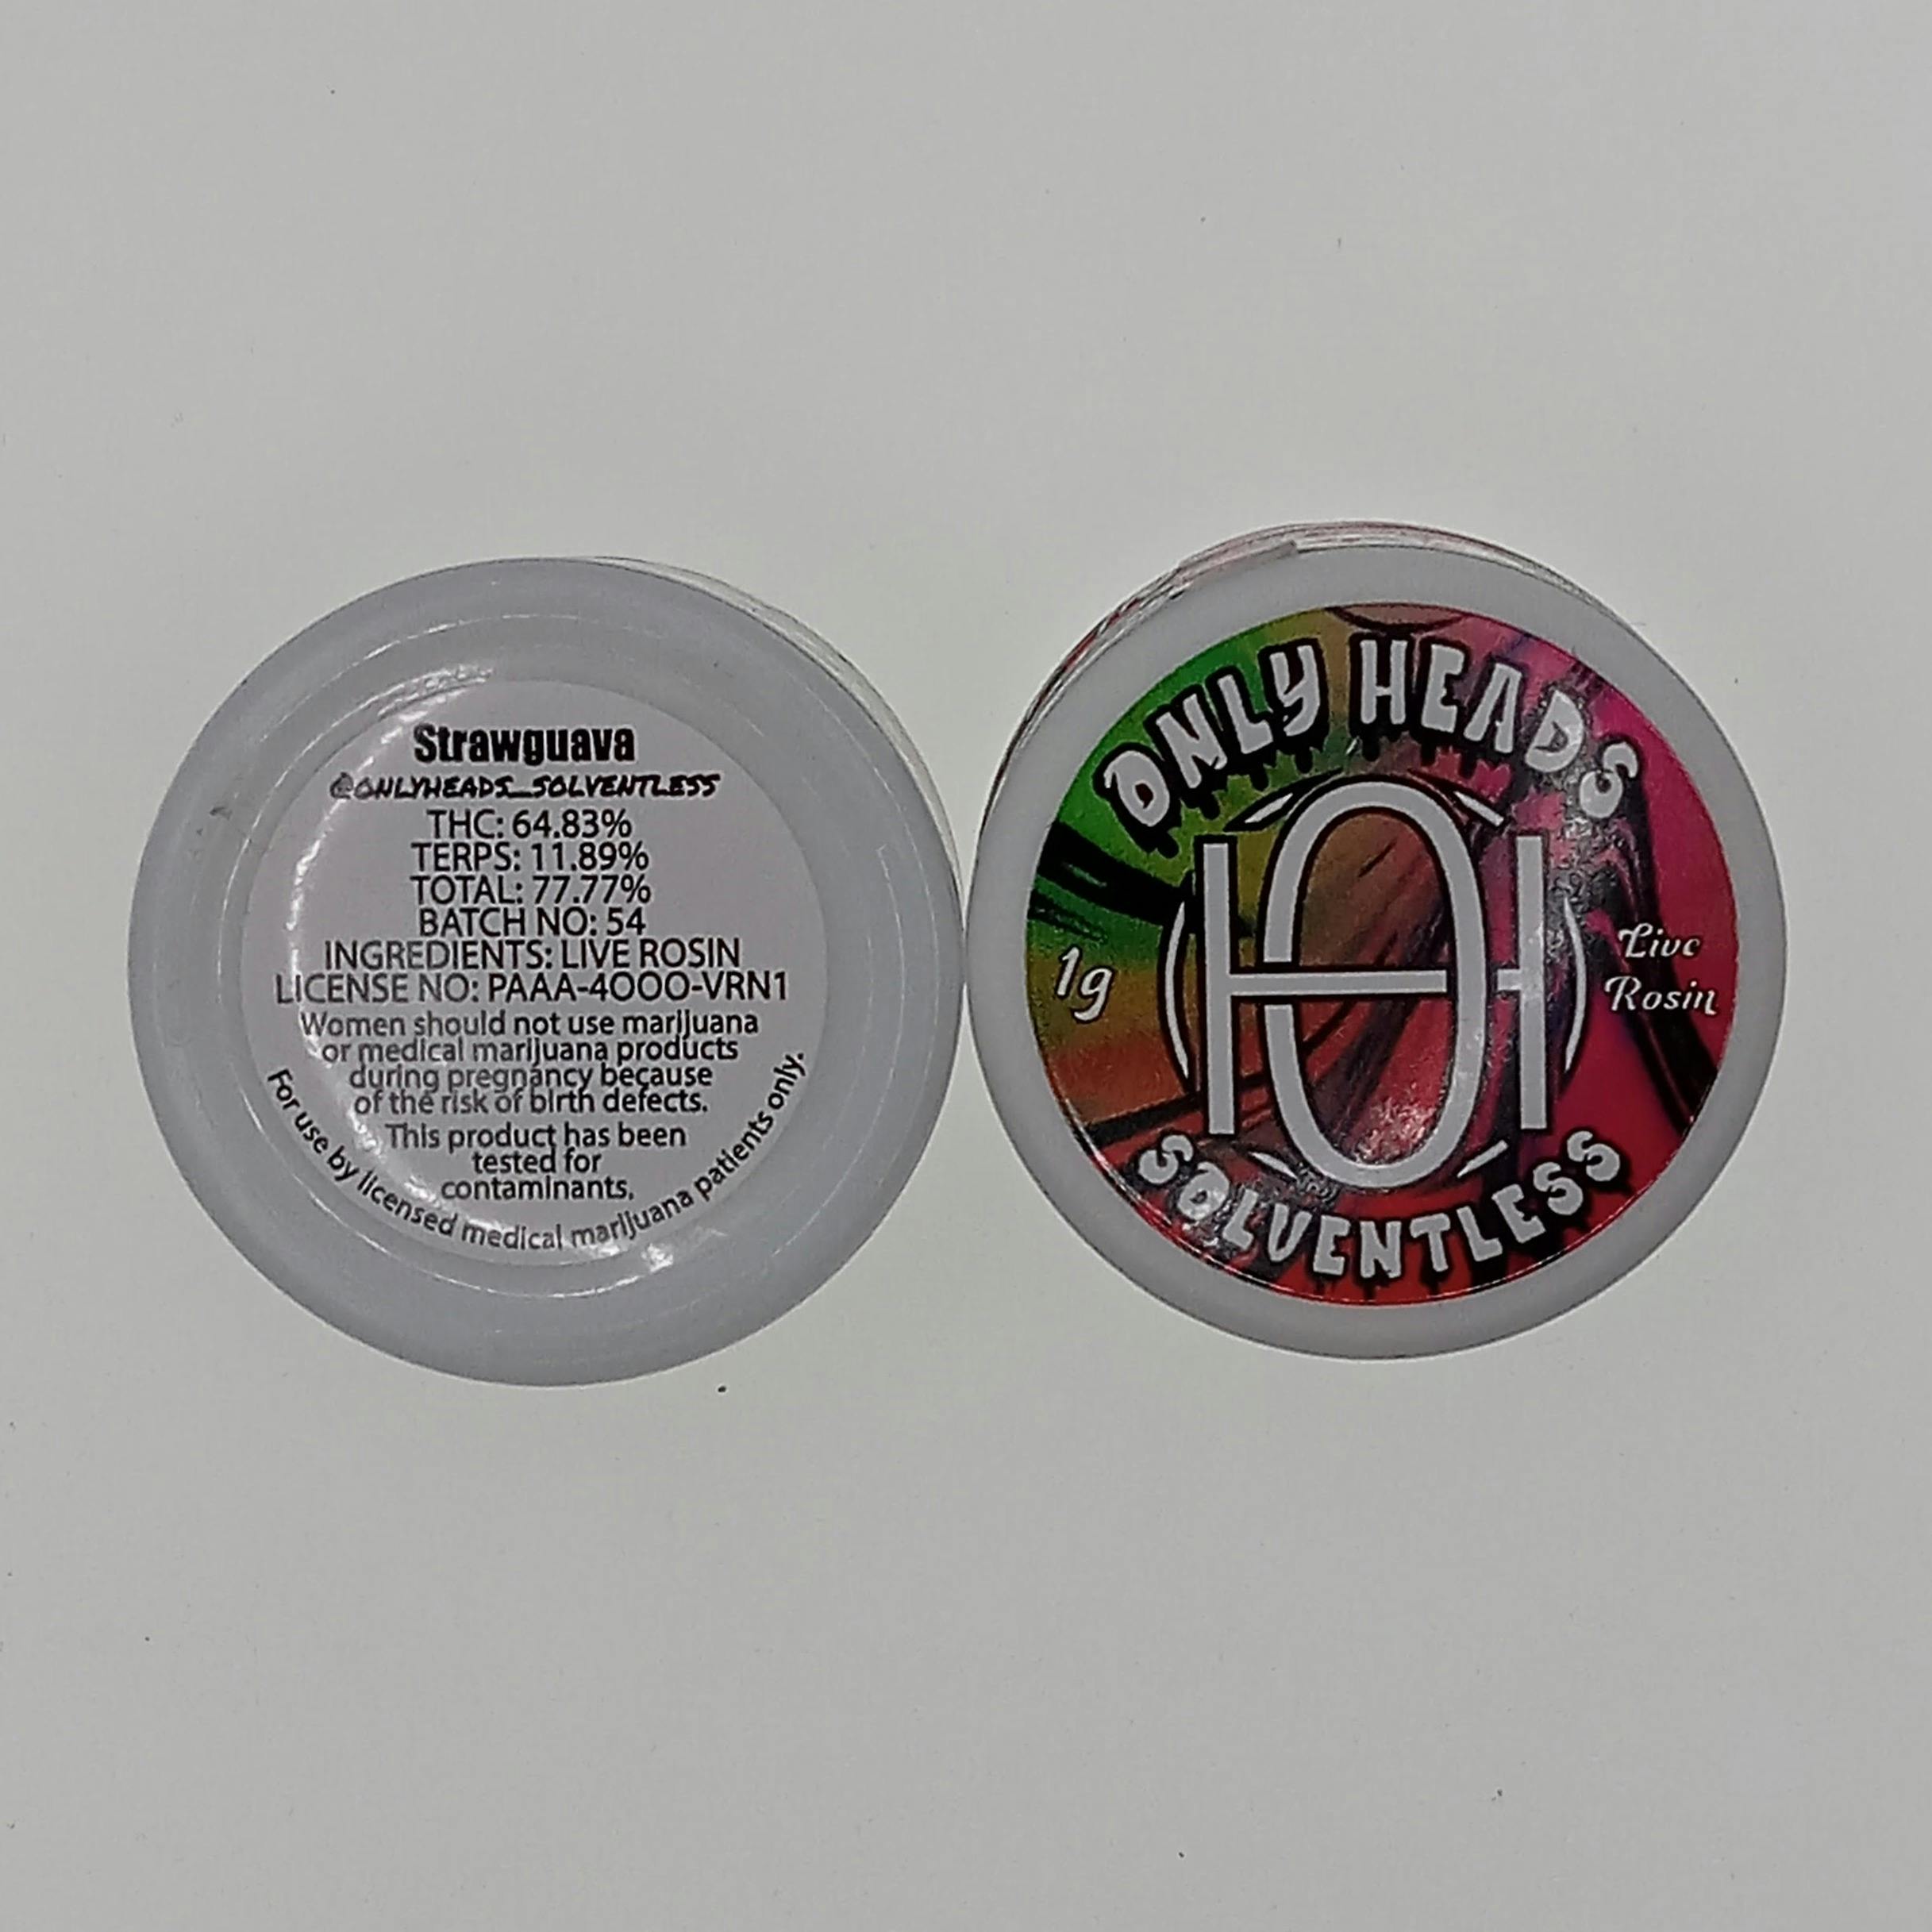 Strawguava
@ONLYHEADS_SOLVENTLESS
THC: 64.83%
TERPS: 11.89%
TOTAL: 77.77%
BATCH NO: 54
INGREDIENTS: LIVE ROSIN
LICENSE NO: PAAA-4OOO-VRN1
Women should not use marijuana
or medical marijuana products
during pregnancy because
of the risk of birth defects.
This product has been
tested for
contaminants.
For use by licensed medical marijuana patients only.
ONLY HEADS
OH
1g
Live
Rosin
SOLVENTLESS